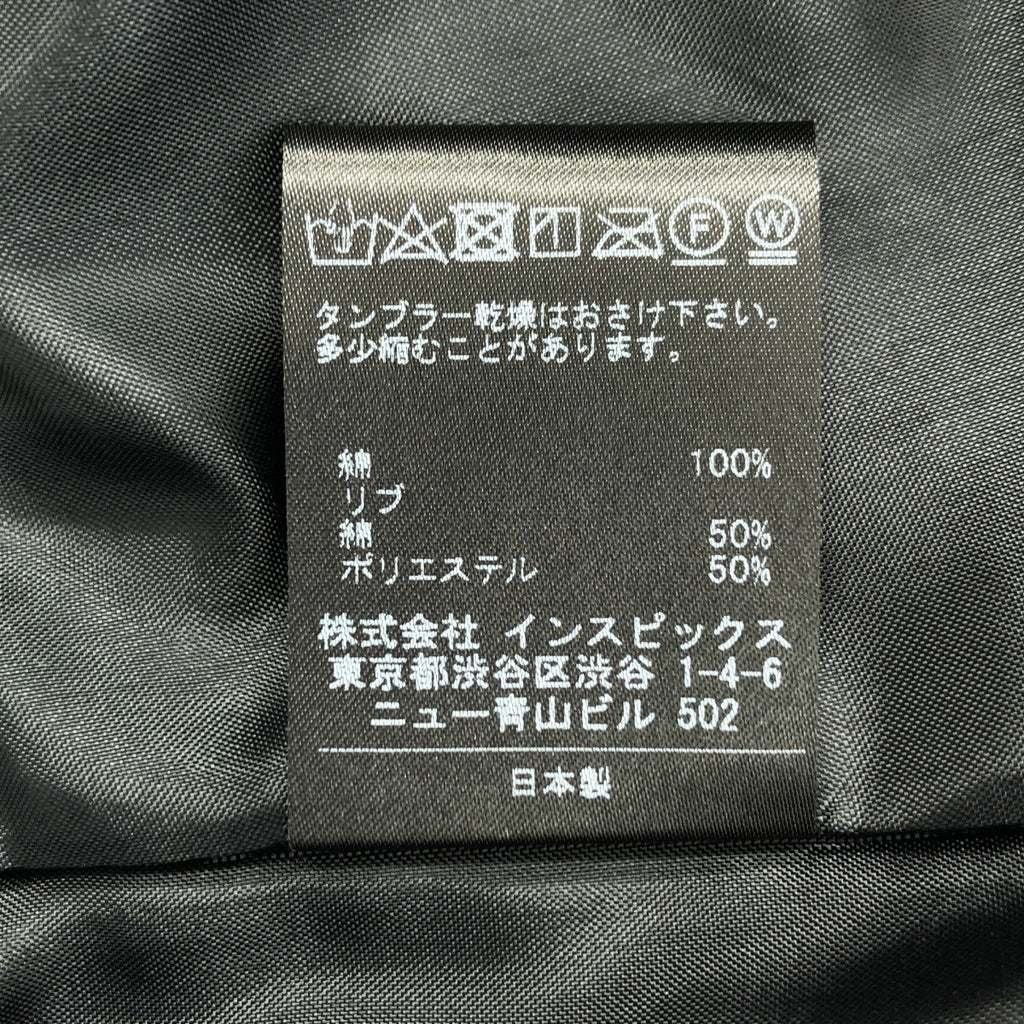 F W
タンブラー乾燥はおさけ下さい。
多少縮むことがあります。
綿 100%
リブ
綿 50%
ポリエステル 50%
株式会社 インスピックス
東京都渋谷区渋谷 1-4-6
ニュー青山ビル 502
日本製